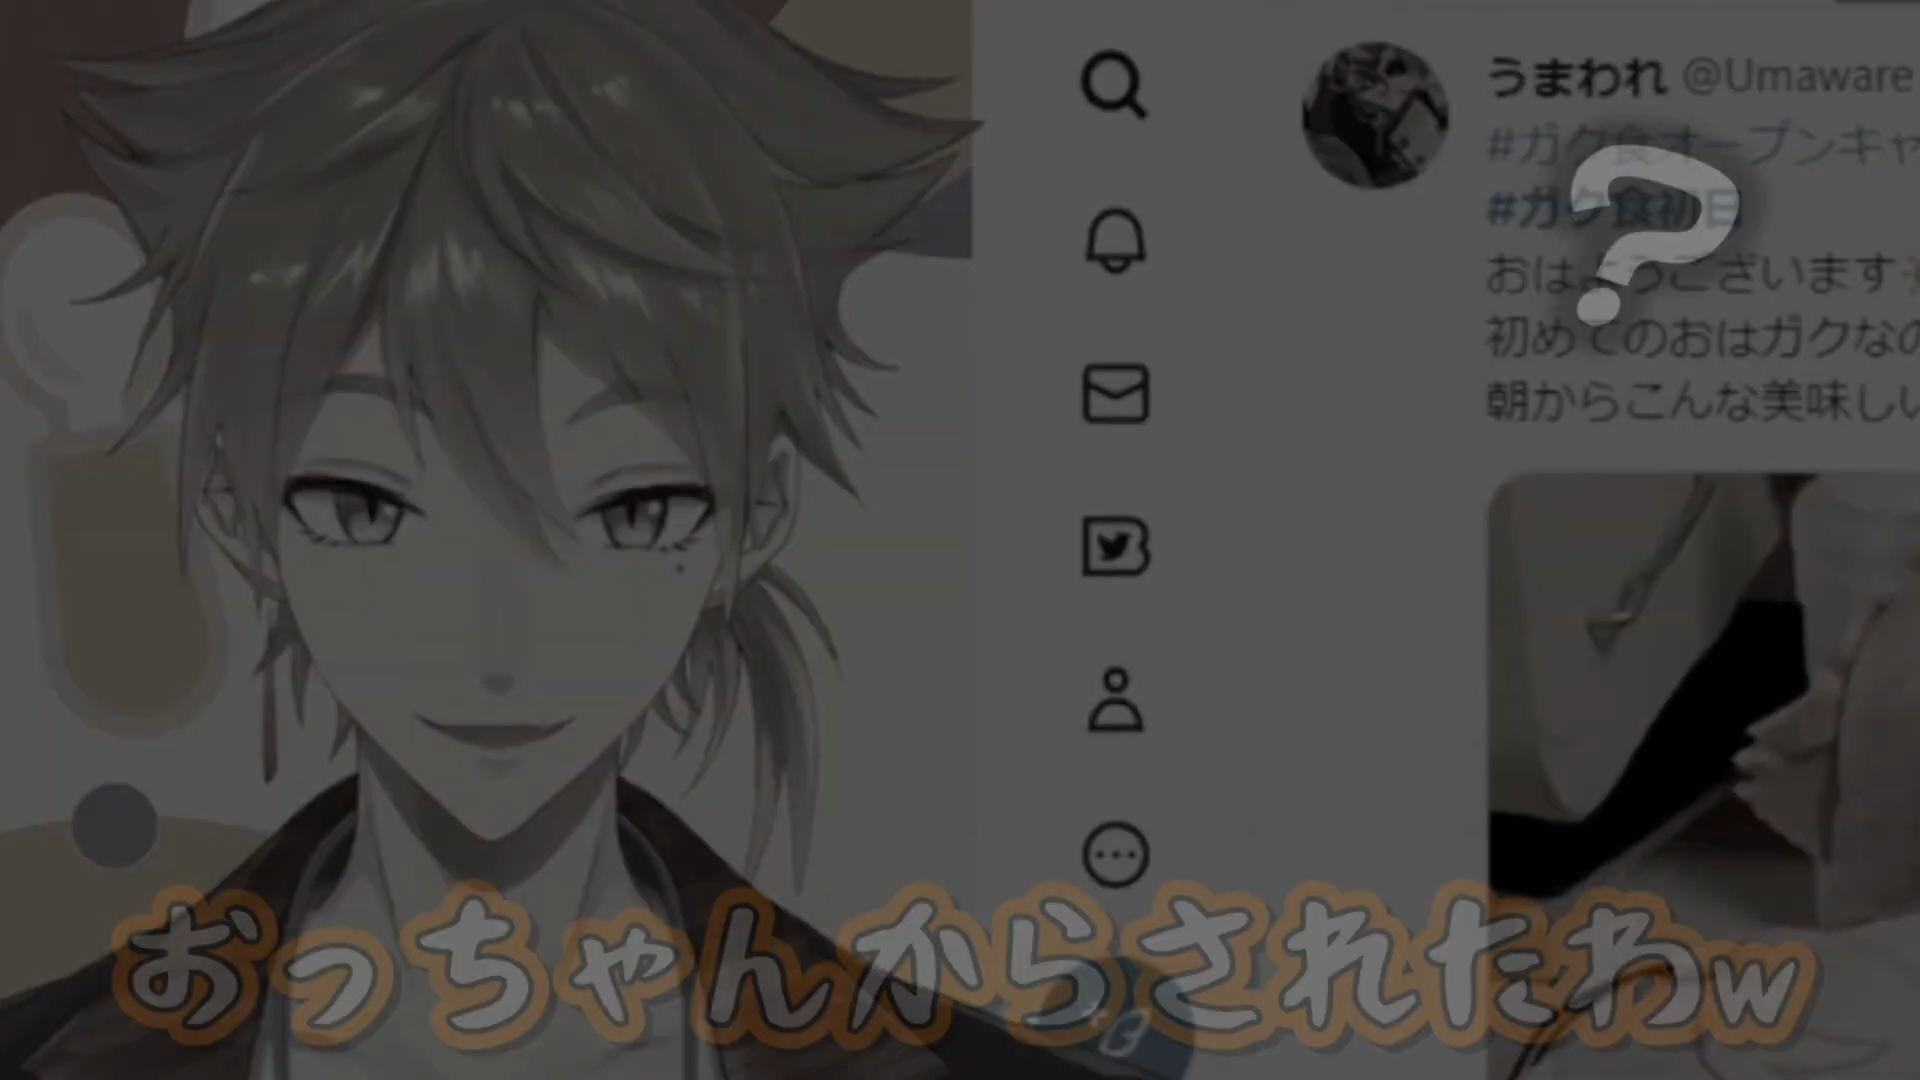 うまわれ @Umaware
#ガク食オープンキャ
#ガク食初日
?
おはようございます
初めてのおはガクなの
朝からこんな美味しい
おっちゃんからされたわw